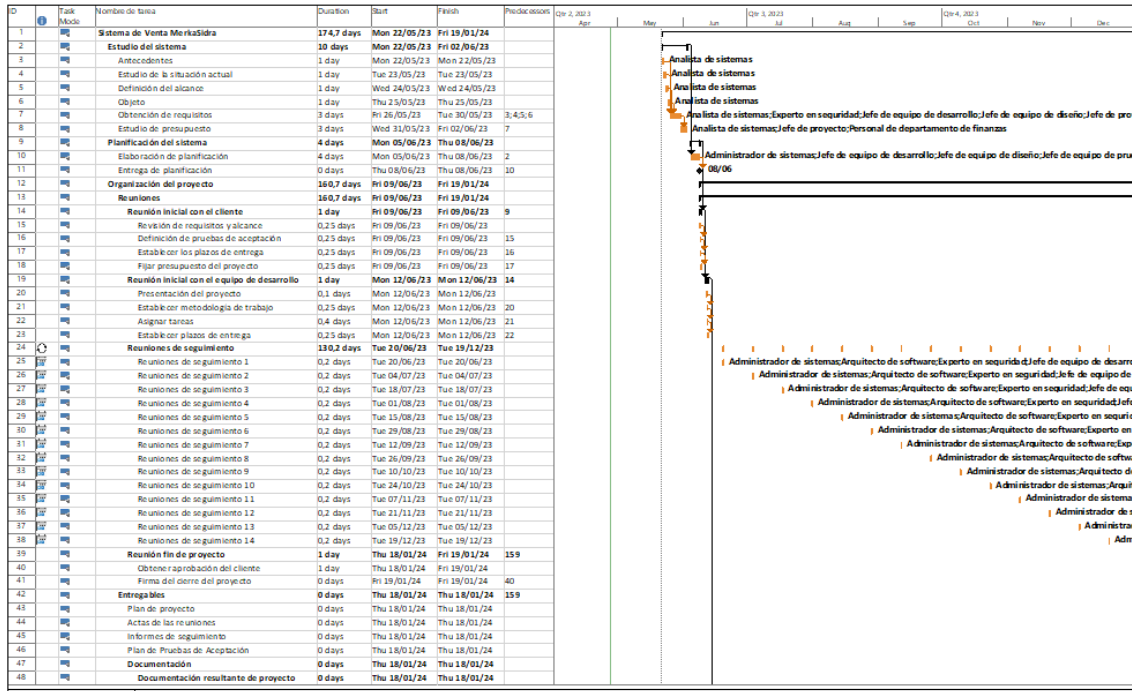 ID Task Mode Nombre de tarea Duration Start Finish Predecessors Qtr 2, 2023 Qtr 3, 2023 Qtr 4, 2023
Apr May Jun Jul Aug Sep Oct Nov Dec
1 Sistema de Venta MerkaSidra 174,7 days Mon 22/05/23 Fri 19/01/24
2 Estudio del sistema 10 days Mon 22/05/23 Fri 02/06/23
3 Antecedentes 1 day Mon 22/05/23 Mon 22/05/23 Analista de sistemas
4 Estudio de la situación actual 1 day Tue 23/05/23 Tue 23/05/23 Analista de sistemas
5 Definición del alcance 1 day Wed 24/05/23 Wed 24/05/23 Analista de sistemas
6 Objeto 1 day Thu 25/05/23 Thu 25/05/23 Analista de sistemas
7 Obtención de requisitos 3 days Fri 26/05/23 Tue 30/05/23 3;4;5;6 Analista de sistemas;Experto en seguridad;Jefe de equipo de desarrollo;Jefe de equipo de diseño;Jefe de pro
8 Estudio de presupuesto 3 days Wed 31/05/23 Fri 02/06/23 7 Analista de sistemas;Jefe de proyecto;Personal de departamento de finanzas
9 Planificación del sistema 4 days Mon 05/06/23 Thu 08/06/23
10 Elaboración de planificación 4 days Mon 05/06/23 Thu 08/06/23 2 Administrador de sistemas;Jefe de equipo de desarrollo;Jefe de equipo de diseño;Jefe de equipo de prue
11 Entrega de planificación 0 days Thu 08/06/23 Thu 08/06/23 10 08/06
12 Organización del proyecto 160,7 days Fri 09/06/23 Fri 19/01/24
13 Reuniones 160,7 days Fri 09/06/23 Fri 19/01/24
14 Reunión inicial con el cliente 1 day Fri 09/06/23 Fri 09/06/23 9
15 Revisión de requisitos y alcance 0,25 days Fri 09/06/23 Fri 09/06/23
16 Definición de pruebas de aceptación 0,25 days Fri 09/06/23 Fri 09/06/23 15
17 Establecer los plazos de entrega 0,25 days Fri 09/06/23 Fri 09/06/23 16
18 Fijar presupuesto del proyecto 0,25 days Fri 09/06/23 Fri 09/06/23 17
19 Reunión inicial con el equipo de desarrollo 1 day Mon 12/06/23 Mon 12/06/23 14
20 Presentación del proyecto 0,1 days Mon 12/06/23 Mon 12/06/23
21 Establecer metodología de trabajo 0,25 days Mon 12/06/23 Mon 12/06/23 20
22 Asignar tareas 0,4 days Mon 12/06/23 Mon 12/06/23 21
23 Establecer plazos de entrega 0,25 days Mon 12/06/23 Mon 12/06/23 22
24 Reuniones de seguimiento 130,2 days Tue 20/06/23 Tue 19/12/23
25 Reuniones de seguimiento 1 0,2 days Tue 20/06/23 Tue 20/06/23 Administrador de sistemas;Arquitecto de software;Experto en seguridad;Jefe de equipo de desarro
26 Reuniones de seguimiento 2 0,2 days Tue 04/07/23 Tue 04/07/23 Administrador de sistemas;Arquitecto de software;Experto en seguridad;Jefe de equipo de
27 Reuniones de seguimiento 3 0,2 days Tue 18/07/23 Tue 18/07/23 Administrador de sistemas;Arquitecto de software;Experto en seguridad;Jefe de equ
28 Reuniones de seguimiento 4 0,2 days Tue 01/08/23 Tue 01/08/23 Administrador de sistemas;Arquitecto de software;Experto en seguridad;Jefe
29 Reuniones de seguimiento 5 0,2 days Tue 15/08/23 Tue 15/08/23 Administrador de sistemas;Arquitecto de software;Experto en seguric
30 Reuniones de seguimiento 6 0,2 days Tue 29/08/23 Tue 29/08/23 Administrador de sistemas;Arquitecto de software;Experto en
31 Reuniones de seguimiento 7 0,2 days Tue 12/09/23 Tue 12/09/23 Administrador de sistemas;Arquitecto de software;Exp
32 Reuniones de seguimiento 8 0,2 days Tue 26/09/23 Tue 26/09/23 Administrador de sistemas;Arquitecto de softw
33 Reuniones de seguimiento 9 0,2 days Tue 10/10/23 Tue 10/10/23 Administrador de sistemas;Arquitecto d
34 Reuniones de seguimiento 10 0,2 days Tue 24/10/23 Tue 24/10/23 Administrador de sistemas;Arquit
35 Reuniones de seguimiento 11 0,2 days Tue 07/11/23 Tue 07/11/23 Administrador de sistema
36 Reuniones de seguimiento 12 0,2 days Tue 21/11/23 Tue 21/11/23 Administrador de s
37 Reuniones de seguimiento 13 0,2 days Tue 05/12/23 Tue 05/12/23 Administra
38 Reuniones de seguimiento 14 0,2 days Tue 19/12/23 Tue 19/12/23 Adm
39 Reunión fin de proyecto 1 day Thu 18/01/24 Fri 19/01/24 159
40 Obtener aprobación del cliente 1 day Thu 18/01/24 Fri 19/01/24
41 Firma del cierre del proyecto 0 days Fri 19/01/24 Fri 19/01/24 40
42 Entregables 0 days Thu 18/01/24 Thu 18/01/24 159
43 Plan de proyecto 0 days Thu 18/01/24 Thu 18/01/24
44 Actas de las reuniones 0 days Thu 18/01/24 Thu 18/01/24
45 Informes de seguimiento 0 days Thu 18/01/24 Thu 18/01/24
46 Plan de Pruebas de Aceptación 0 days Thu 18/01/24 Thu 18/01/24
47 Documentación 0 days Thu 18/01/24 Thu 18/01/24
48 Documentación resultante de proyecto 0 days Thu 18/01/24 Thu 18/01/24